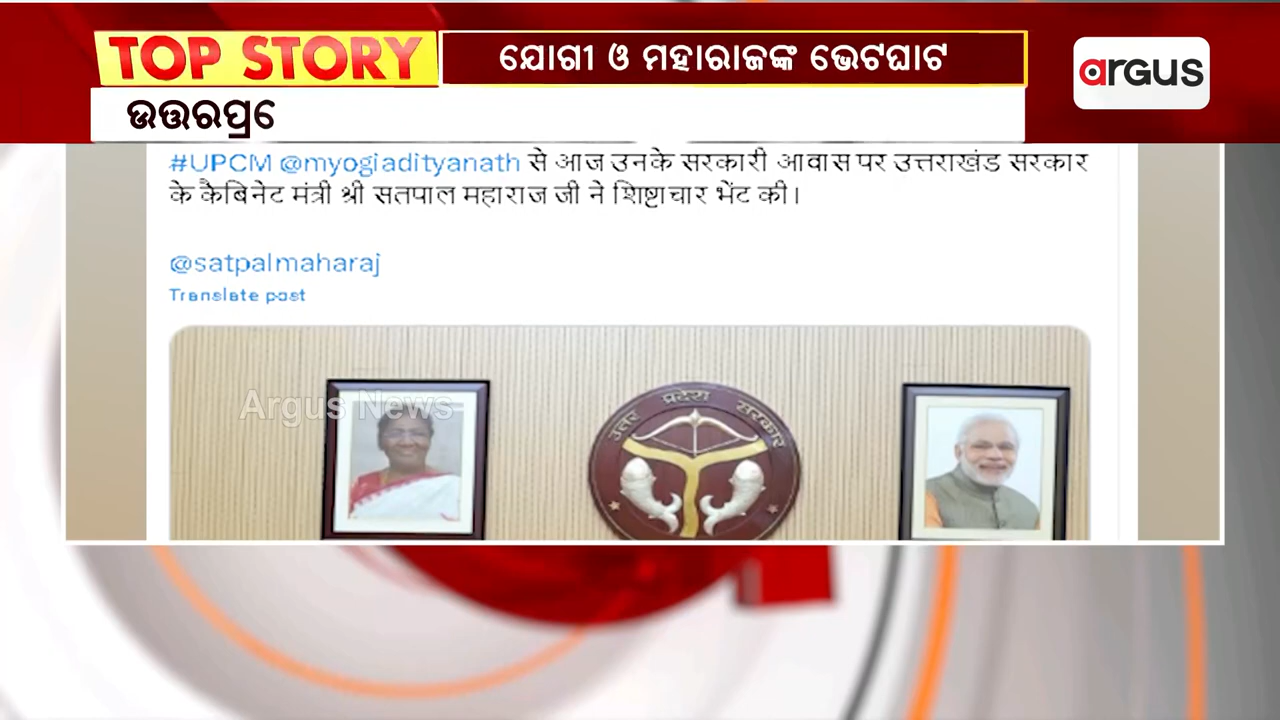 TOP STORY
ଯୋଗୀ ଓ ମହାରାଜଙ୍କ ଭେଟଘାଟ
argus
ଉତ୍ତରପ୍ରଦେ
#UPCM @myogiadityanath से आज उनके सरकारी आवास पर उत्तराखंड सरकार
के कैबिनेट मंत्री श्री सतपाल महाराज जी ने शिष्टाचार भेंट की।
@satpalmaharaj
Translate post
Argus News
उत्तर प्रदेश सरकार